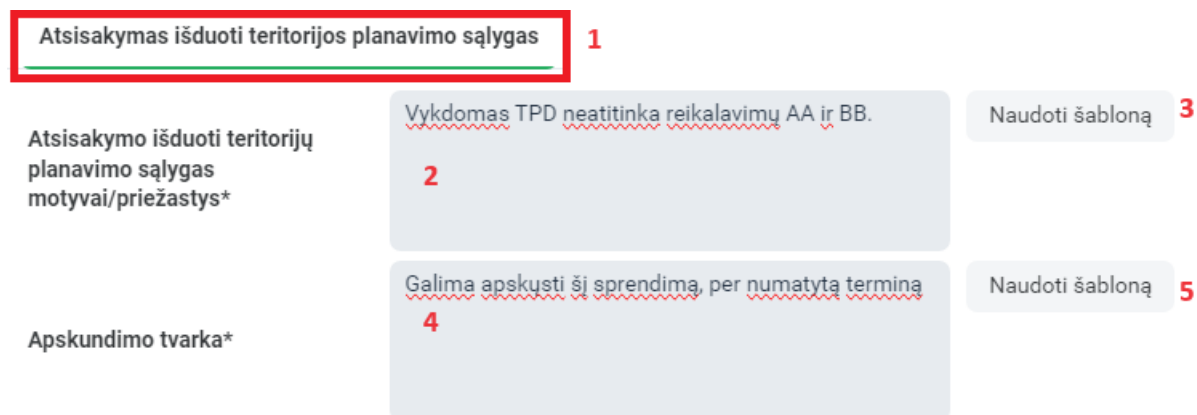 Atsisakymas išduoti teritorijos planavimo sąlygas 1
Vykdomas TPD neatitinka reikalavimų AA ir BB.
Naudoti šabloną 3
Atsisakymo išduoti teritorijų
planavimo sąlygas
motyvai/priežastys*
2
Galima apskųsti šį sprendimą, per numatytą terminą
Naudoti šabloną 5
4
Apskundimo tvarka*